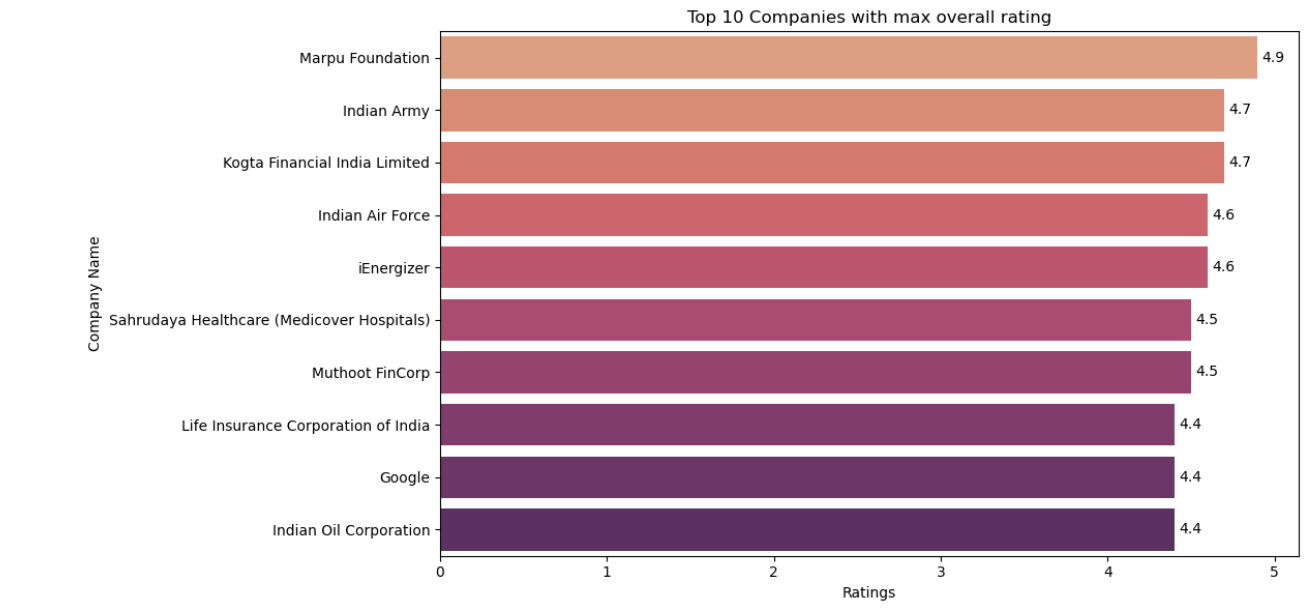 Top 10 Companies with max overall rating
Company Name
Marpu Foundation 4.9
Indian Army 4.7
Kogta Financial India Limited 4.7
Indian Air Force 4.6
iEnergizer 4.6
Sahrudaya Healthcare (Medicover Hospitals) 4.5
Muthoot FinCorp 4.5
Life Insurance Corporation of India 4.4
Google 4.4
Indian Oil Corporation 4.4
0 1 2 3 4 5
Ratings